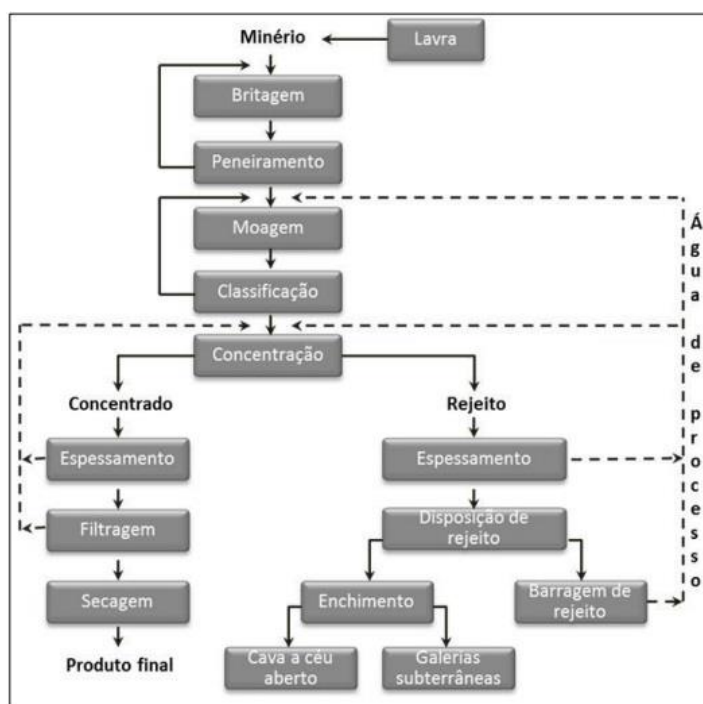 Minério
Lavra
Britagem
Peneiramento
Moagem
Classificação
Concentração
Concentrado
Rejeito
Espessamento
Espessamento
Filtragem
Disposição de
rejeito
Secagem
Enchimento
Barragem de
rejeito
Produto final
Cava a céu
aberto
Galerias
subterrâneas
Água de processo